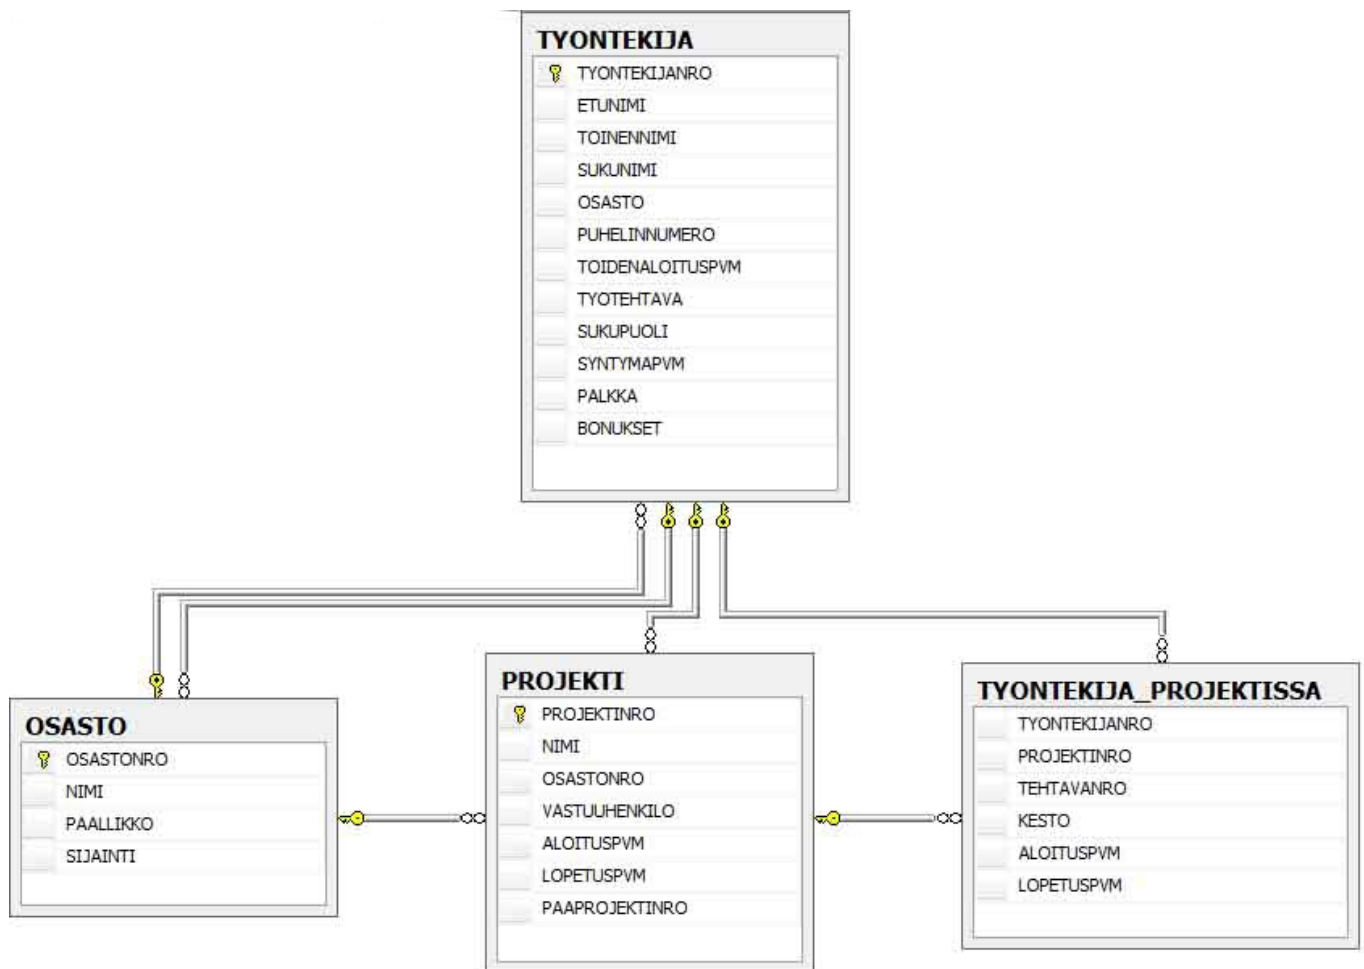 TYONTEKIJA
TYONTEKIJANRO
ETUNIMI
TOINENNIMI
SUKUNIMI
OSASTO
PUHELINNUMERO
TOIDENALOITUSPVM
TYOTEHTAVA
SUKUPUOLI
SYNTYMAPVM
PALKKA
BONUKSET
OSASTO
OSASTONRO
NIMI
PAALLIKKO
SIJAINTI
PROJEKTI
PROJEKTINRO
NIMI
OSASTONRO
VASTUUHENKILO
ALOITUSPVM
LOPETUSPVM
PAAPROJEKTINRO
TYONTEKIJA_PROJEKTISSA
TYONTEKIJANRO
PROJEKTINRO
TEHTAVANRO
KESTO
ALOITUSPVM
LOPETUSPVM